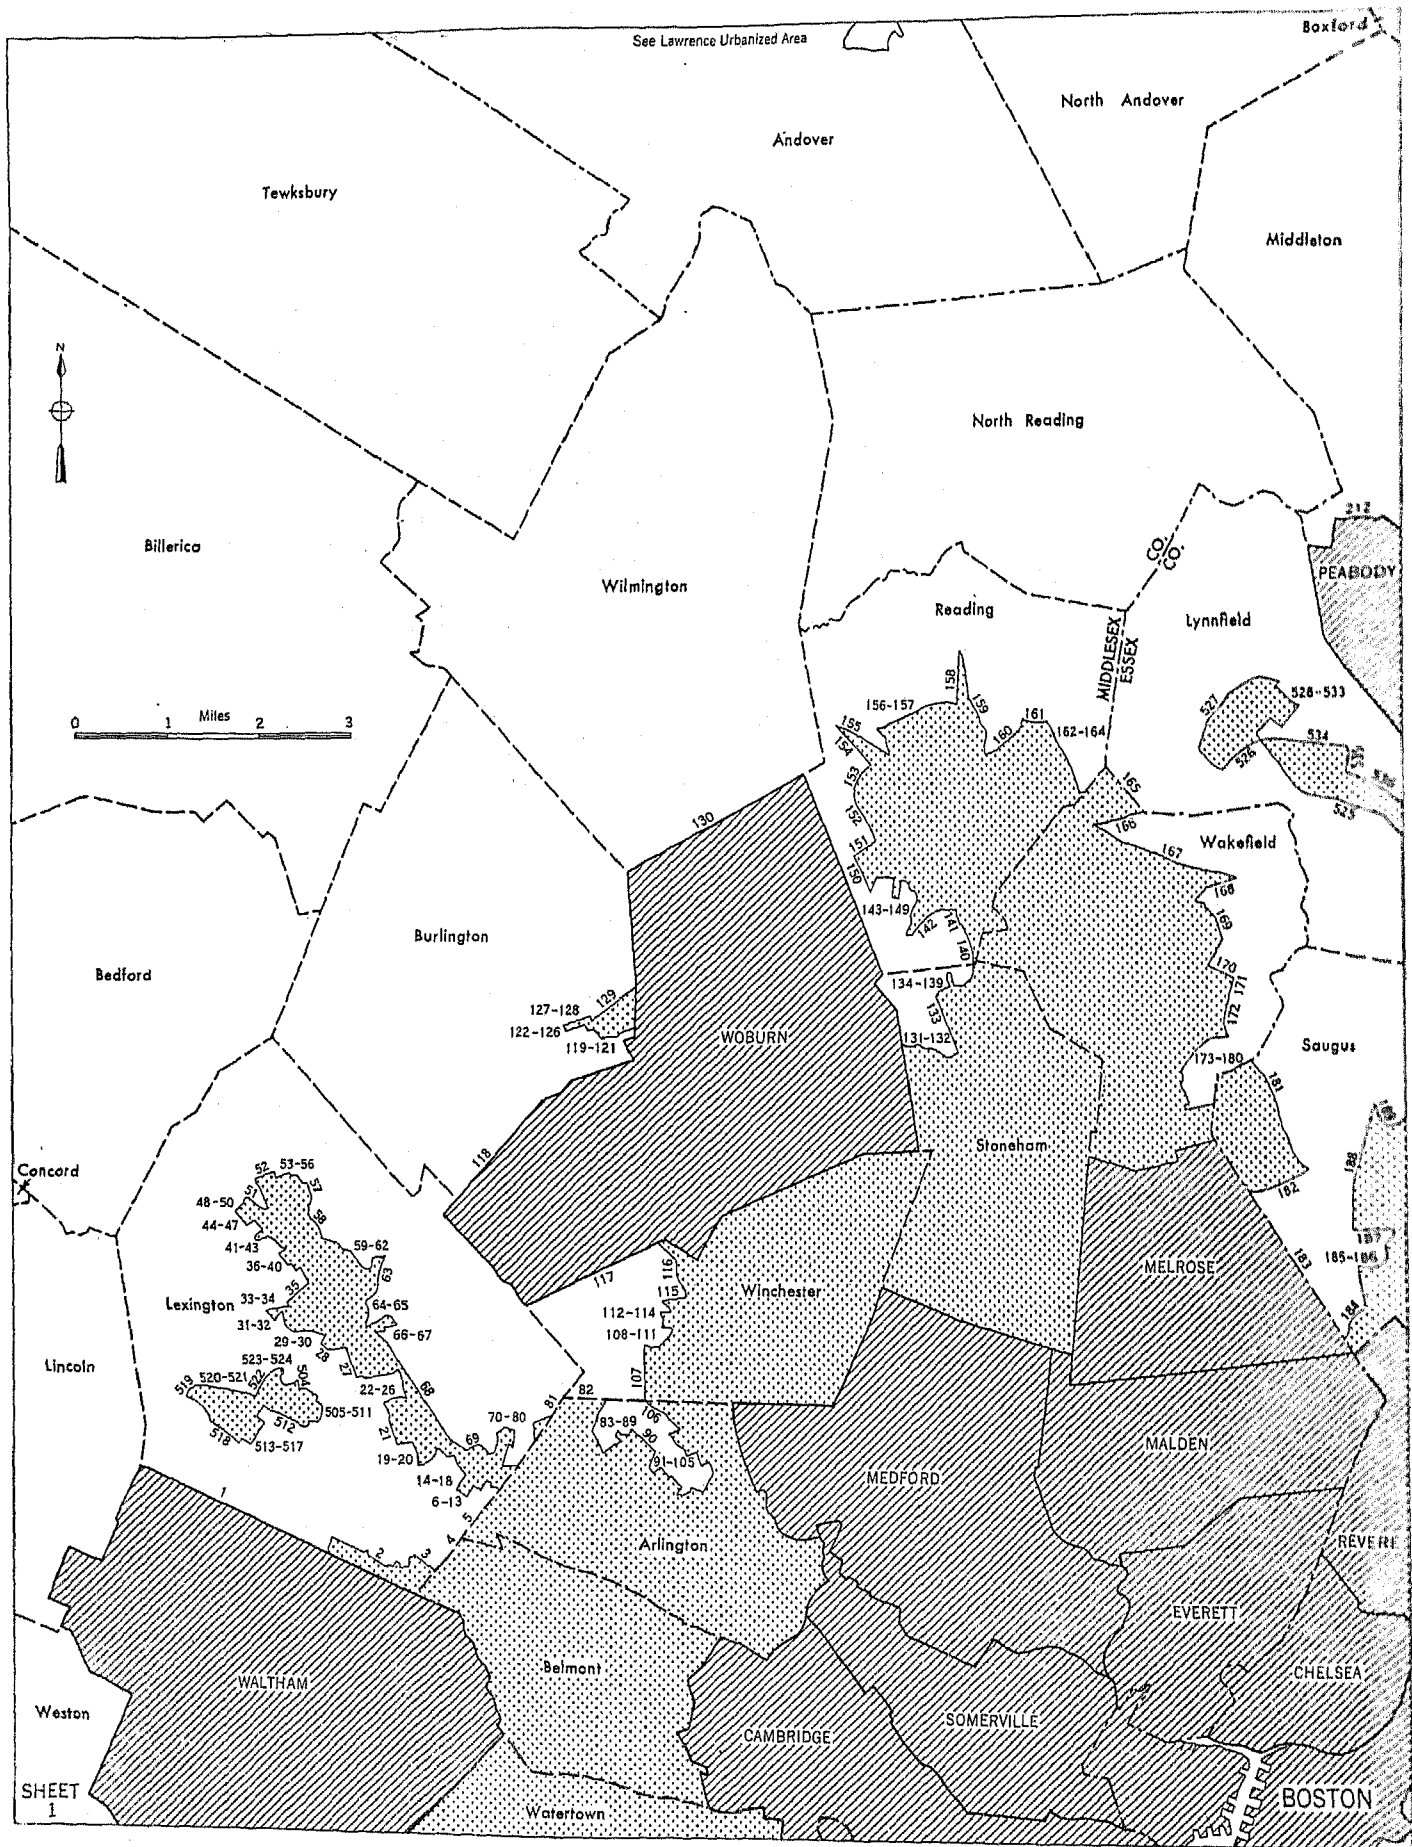 Boxford
See Lawrence Urbanized Area
North Andover
Andover
Tewksbury
Middleton
N
North Reading
212
Billerica
CO.
CO.
PEABODY
Wilmington
Reading
Lynnfield
MIDDLESEX
ESSEX
158
527
528-533
156-157
159
161
155
0 1 Miles 2 3
160
162-164
534
154
526
153
165
525
152
130
166
Wakefield
151
167
150
168
143-149
169
142
141
Burlington
140
170
Bedford
134-139
171
129
127-128
133
172
122-126
WOBURN
131-132
119-121
Saugus
173-180
181
Stoneham
118
188
Concord
53-56
52
57
51
182
48-50
58
44-47
187
41-43
59-62
183
185-186
36-40
63
117
116
MELROSE
35
115
Winchester
33-34
Lexington
64-65
112-114
184
31-32
66-67
108-111
29-30
28
523-524
Lincoln
27
520-521
522
504
107
519
22-26
68
81
82
505-511
70-80
83-89
106
512
21
69
90
518
513-517
MALDEN
19-20
91-105
14-18
MEDFORD
1
6-13
5
4
Arlington
REVERE
2
3
EVERETT
Belmont
CHELSEA
WALTHAM
Weston
SOMERVILLE
CAMBRIDGE
SHEET
1
BOSTON
Watertown